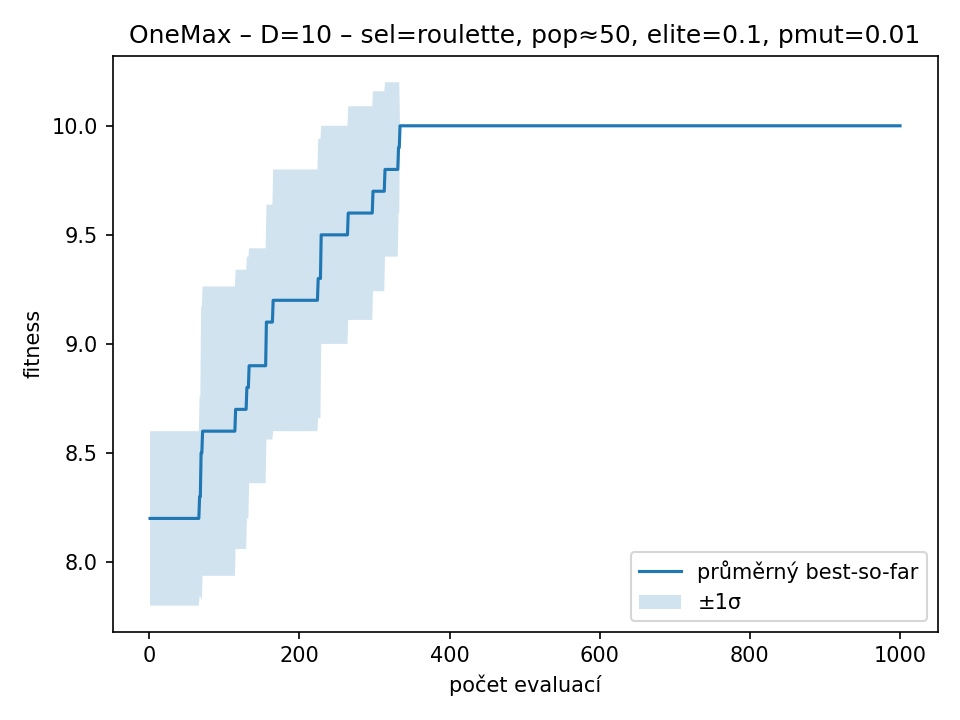 OneMax – D=10 – sel=roulette, pop≈50, elite=0.1, pmut=0.01
fitness
10.0
9.5
9.0
8.5
8.0
0 200 400 600 800 1000
počet evaluací
průměrný best-so-far
±1σ